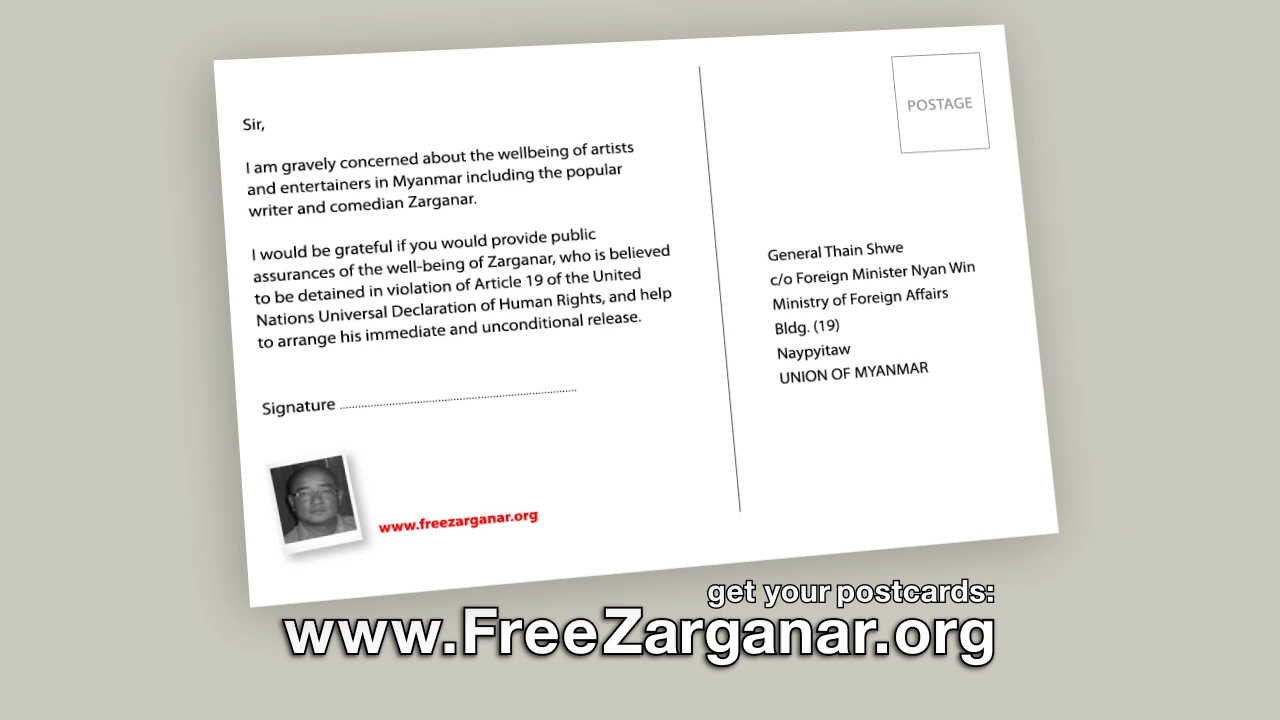 Sir,
I am gravely concerned about the wellbeing of artists
and entertainers in Myanmar including the popular
writer and comedian Zarganar.
I would be grateful if you would provide public
assurances of the well-being of Zarganar, who is believed
to be detained in violation of Article 19 of the United
Nations Universal Declaration of Human Rights, and help
to arrange his immediate and unconditional release.
Signature ................................................................................
www.freezarganar.org
POSTAGE
General Thain Shwe
c/o Foreign Minister Nyan Win
Ministry of Foreign Affairs
Bldg. (19)
Naypyitaw
UNION OF MYANMAR
get your postcards:
www.FreeZarganar.org